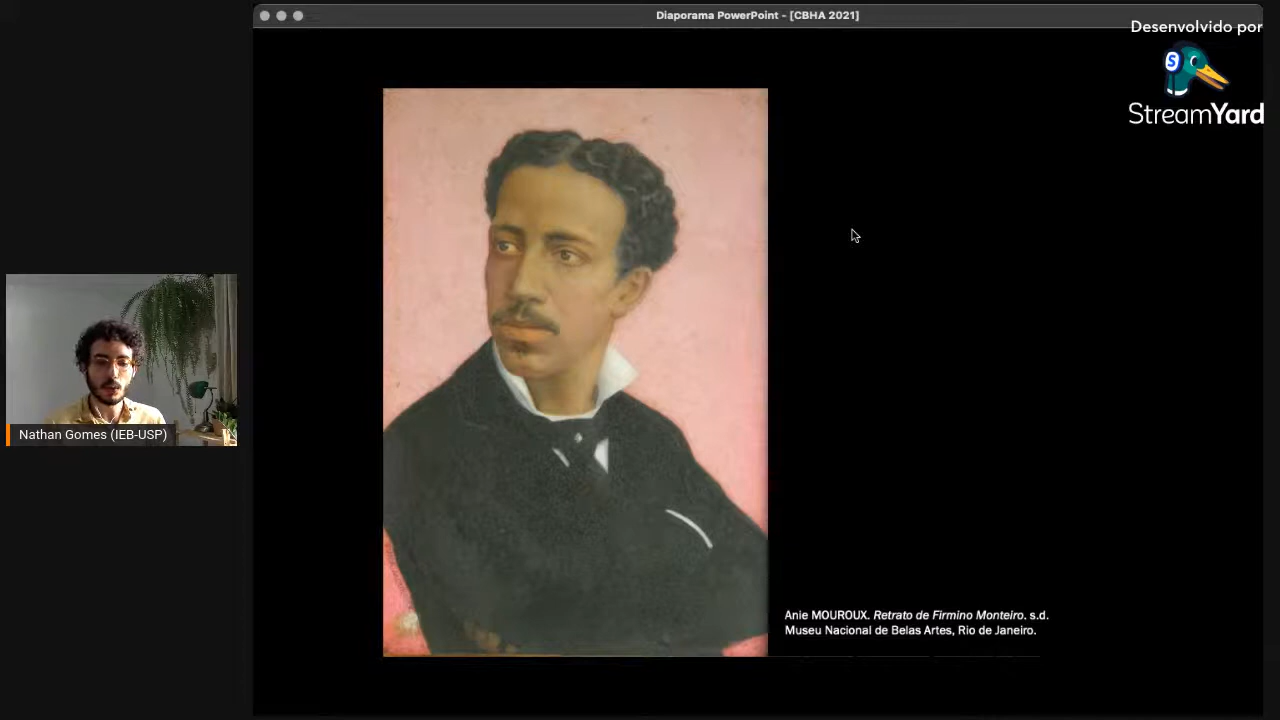 Diaporama PowerPoint - [CBHA 2021]
Desenvolvido por
S
StreamYard
Nathan Gomes (IEB-USP)
Anie MOUROUX. Retrato de Firmino Monteiro. s.d.
Museu Nacional de Belas Artes, Rio de Janeiro.